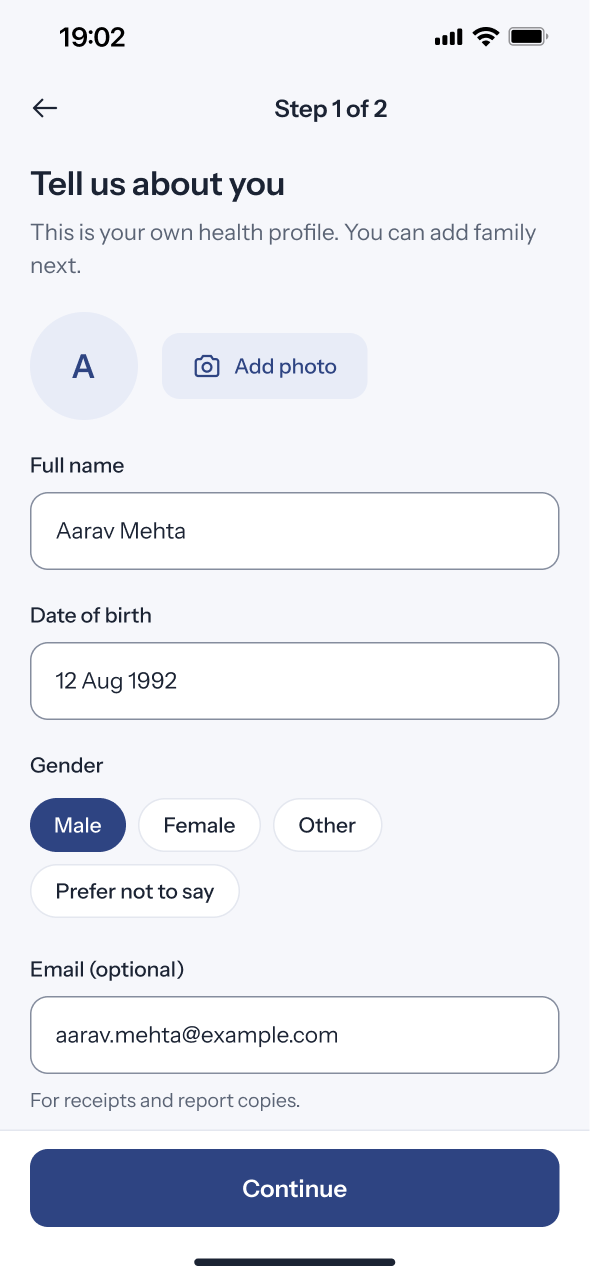 19:02
Step 1 of 2
Tell us about you
This is your own health profile. You can add family
next.
A
Add photo
Full name
Aarav Mehta
Date of birth
12 Aug 1992
Gender
Male
Female
Other
Prefer not to say
Email (optional)
aarav.mehta@example.com
For receipts and report copies.
Continue